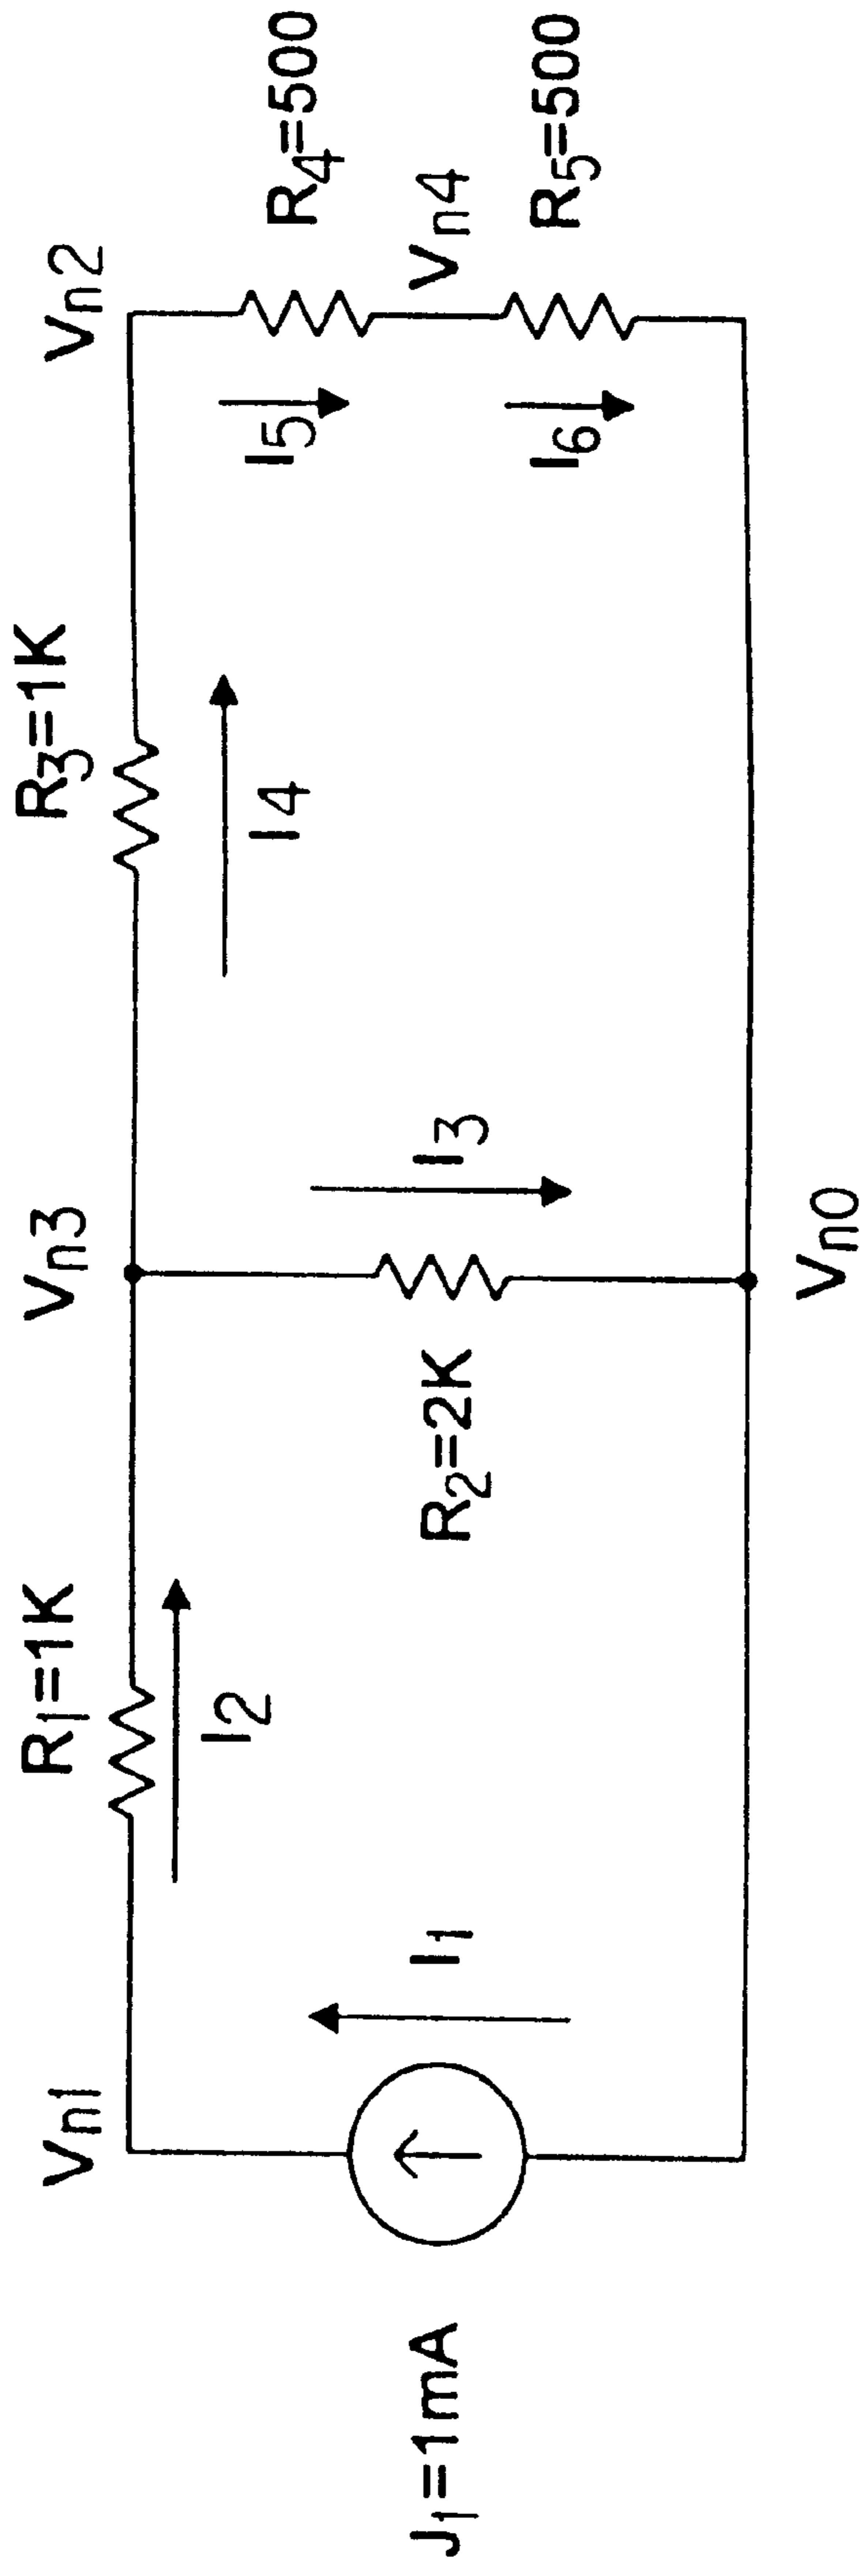 J1=1mA
Vn1
I1
R1=1K
I2
Vn3
R2=2K
I3
Vn0
R3=1K
I4
Vn2
I5
R4=500
Vn4
I6
R5=500